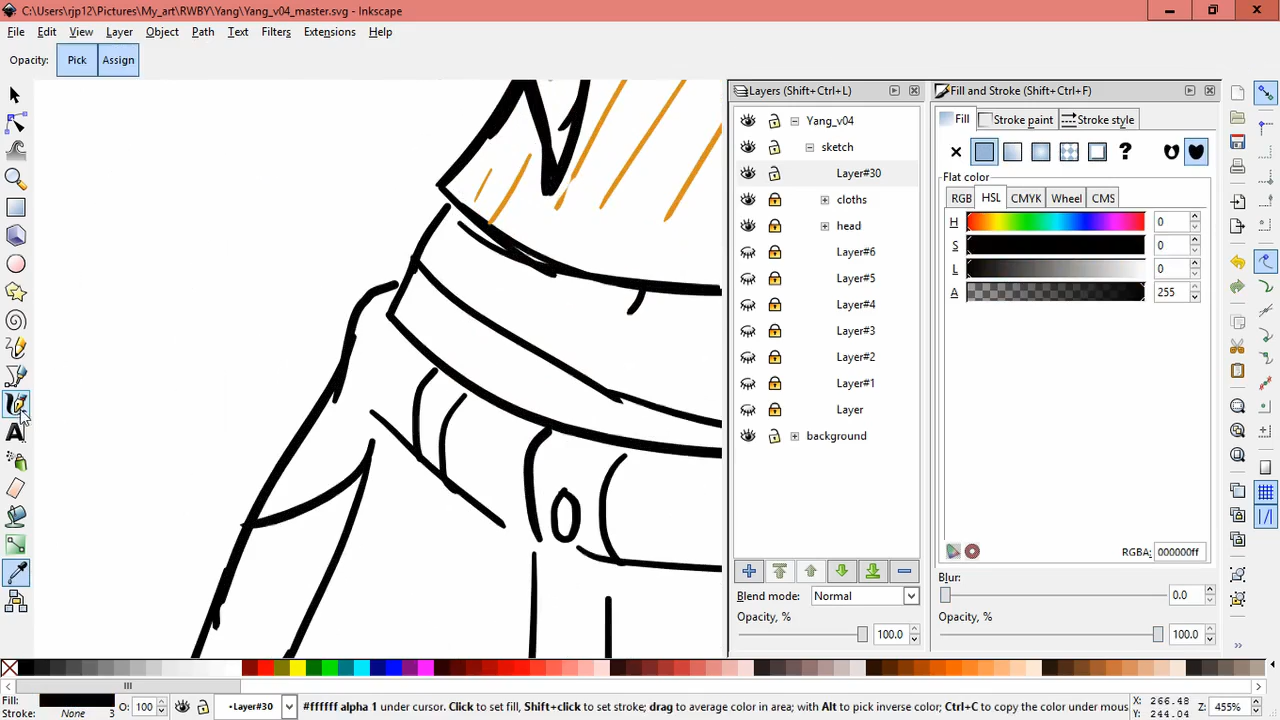 C:\Users\rjp12\Pictures\My_art\RWBY\Yang\Yang_v04_master.svg - Inkscape
File Edit View Layer Object Path Text Filters Extensions Help
Opacity: Pick Assign
Layers (Shift+Ctrl+L)
Yang_v04
sketch
Layer#30
cloths
head
Layer#6
Layer#5
Layer#4
Layer#3
Layer#2
Layer#1
Layer
background
Blend mode: Normal
Opacity, %
100.0
Fill and Stroke (Shift+Ctrl+F)
Fill Stroke paint Stroke style
Flat color
RGB HSL CMYK Wheel CMS
H 0
S 0
L 0
A 255
RGBA: 000000ff
Blur:
0.0
Opacity, %
100.0
Fill: Stroke: None 3 O: 100 •Layer#30 #ffffff alpha 1 under cursor. Click to set fill, Shift+click to set stroke; drag to average color in area; with Alt to pick inverse color; Ctrl+C to copy the color under mous X: 266.48 Y: 244.04 Z: 455%